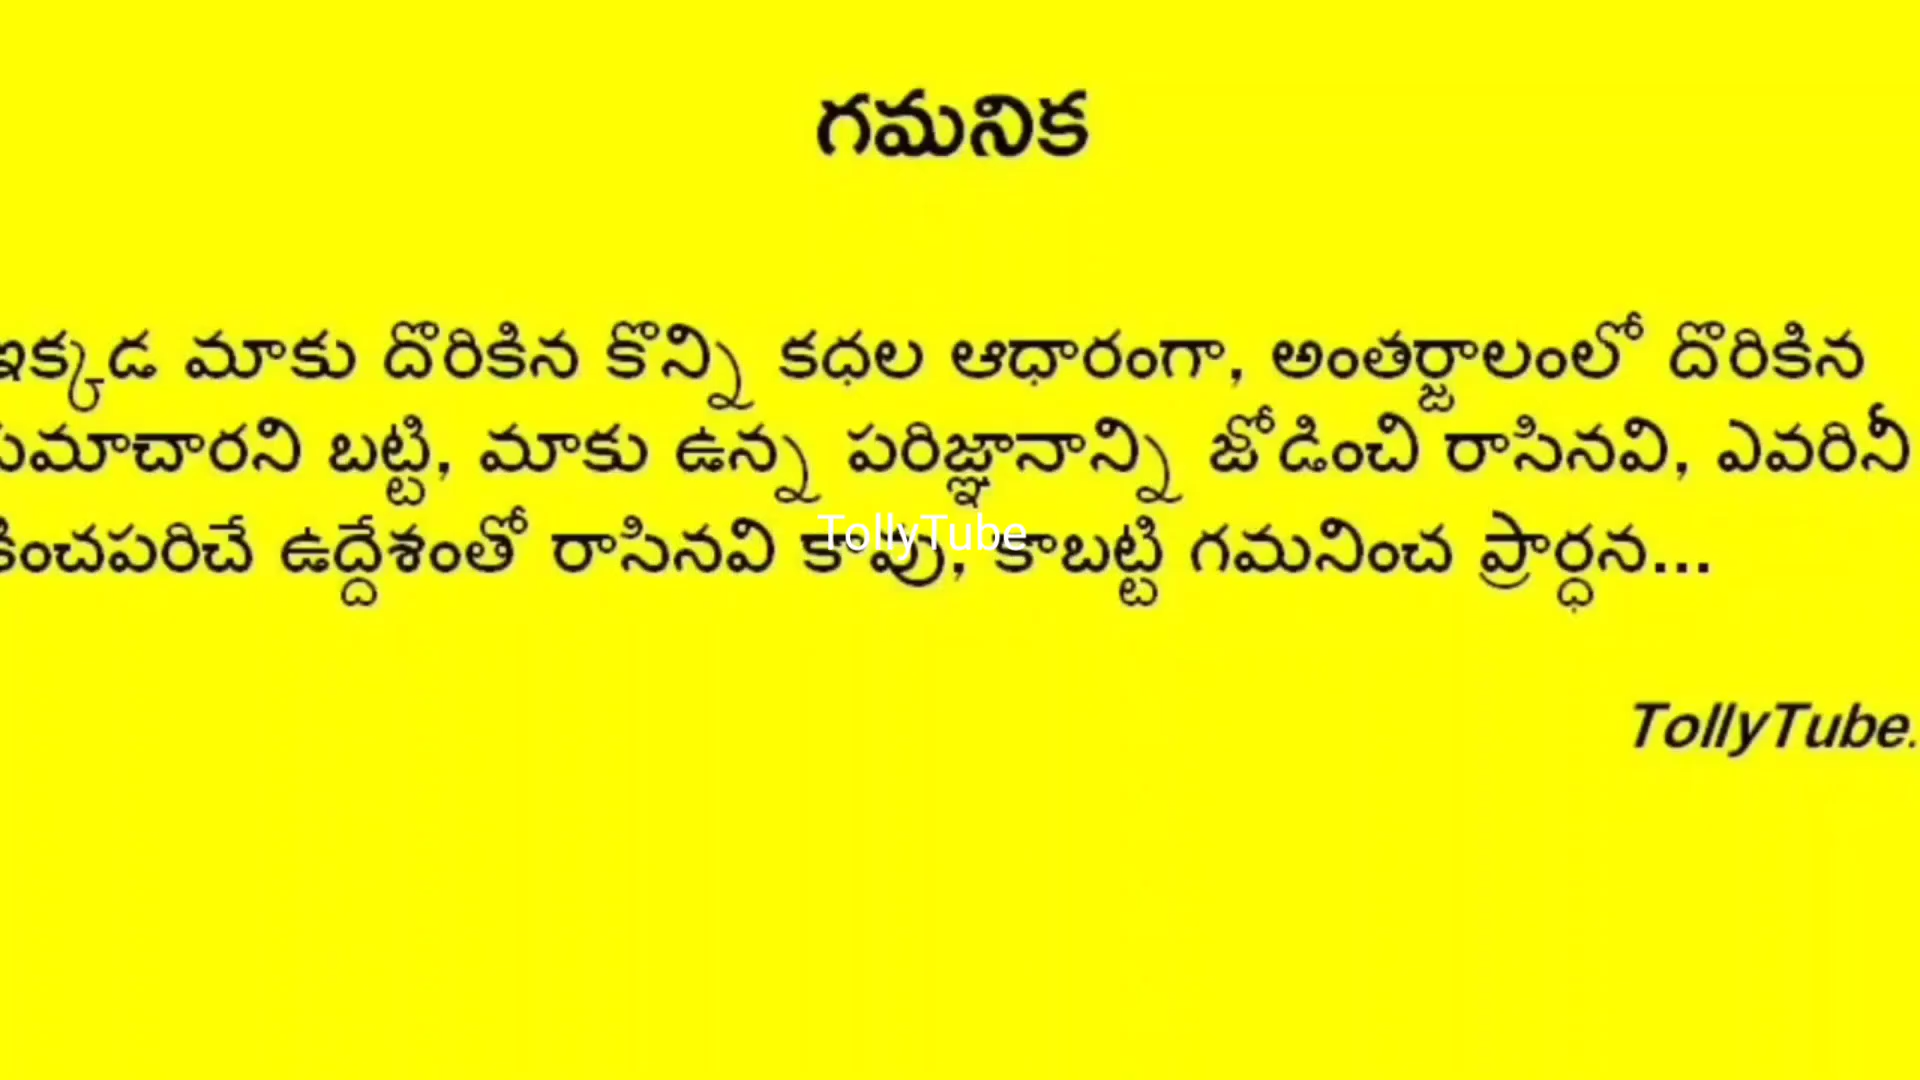 గమనిక
ఇక్కడ మాకు దొరికిన కొన్ని కధల ఆధారంగా, అంతర్జాలంలో దొరికిన
సమాచారని బట్టి, మాకు ఉన్న పరిజ్ఞానాన్ని జోడించి రాసినవి, ఎవరినీ
కించపరిచే ఉద్దేశంతో రాసినవి కావు, కాబట్టి గమనించ ప్రార్ధన...
TollyTube
TollyTube.